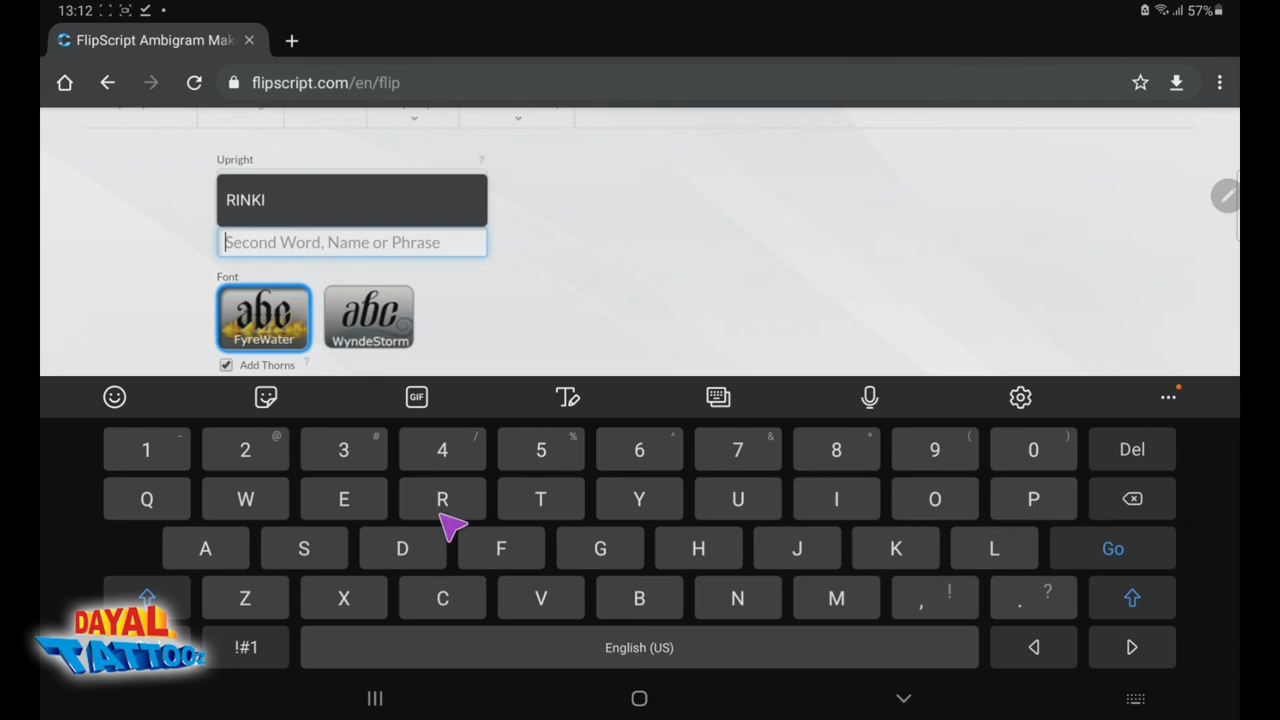 13:12
57%
FlipScript Ambigram Mak
flipscript.com/en/flip
Upright ?
RINKI
Second Word, Name or Phrase
Font
abc
FyreWater
abc
WyndeStorm
Add Thorns ?
GIF
1 - 2 @ 3 # 4 / 5 % 6 ^ 7 & 8 * 9 ( 0 ) Del
Q W E R T Y U I O P
A S D F G H J K L Go
Z X C V B N M , ! . ?
!#1 English (US)
DAYAL
TATTOOz